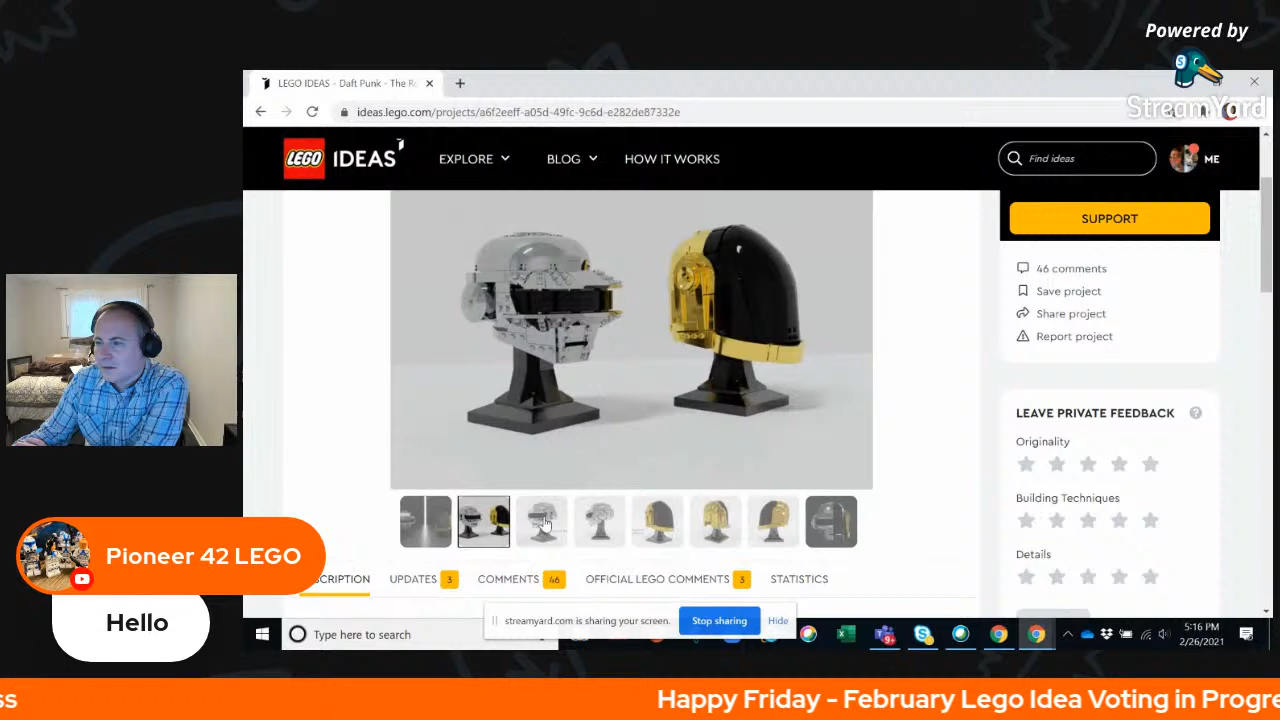 Powered by
StreamYard
LEGO IDEAS - Daft Punk - The Ro
ideas.lego.com/projects/a6f2eeff-a05d-49fc-9c6d-e282de87332e
LEGO IDEAS
EXPLORE
BLOG
HOW IT WORKS
Find ideas
ME
SUPPORT
46 comments
Save project
Share project
Report project
LEAVE PRIVATE FEEDBACK
Originality
Building Techniques
Details
SCRIPTION
UPDATES 3
COMMENTS 46
OFFICIAL LEGO COMMENTS 3
STATISTICS
streamyard.com is sharing your screen.
Stop sharing
Hide
Type here to search
5:16 PM
2/26/2021
Pioneer 42 LEGO
Hello
ss
Happy Friday - February Lego Idea Voting in Progre